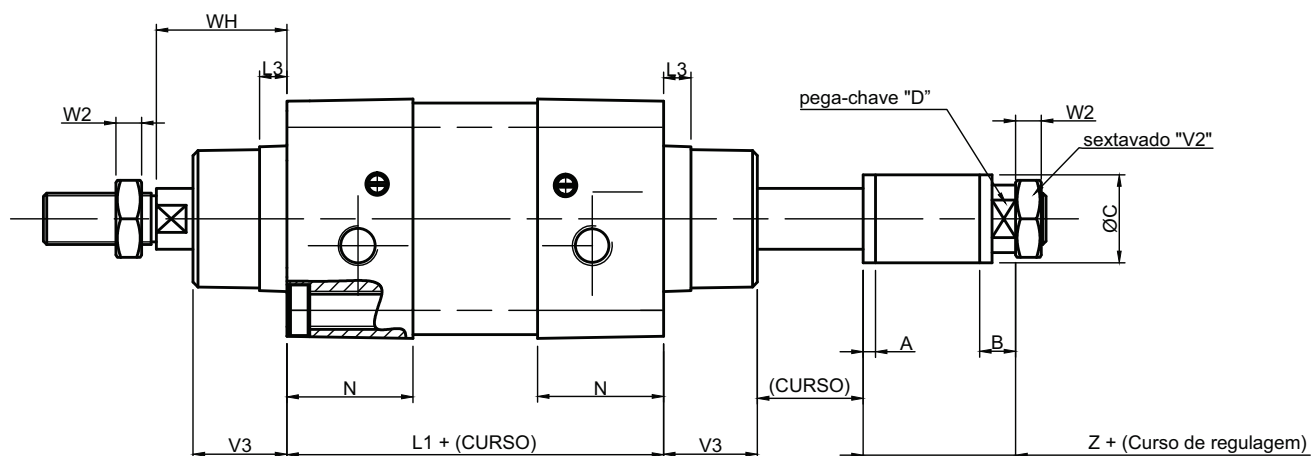 WH
L3
L3
W2
pega-chave "D"
W2
sextavado "V2"
ØC
A
B
(CURSO)
N
N
V3
L1 + (CURSO)
V3
Z + (Curso de regulagem)